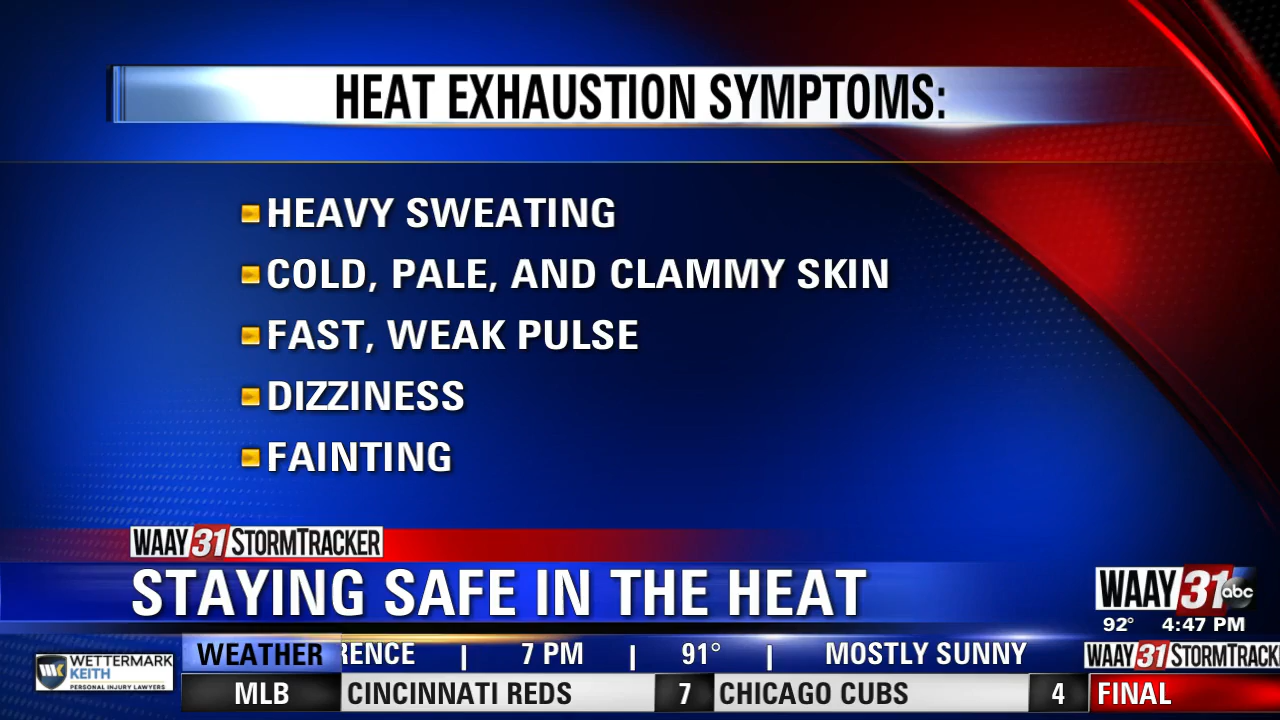 HEAT EXHAUSTION SYMPTOMS:
HEAVY SWEATING
COLD, PALE, AND CLAMMY SKIN
FAST, WEAK PULSE
DIZZINESS
FAINTING
WAAY 31 STORMTRACKER
STAYING SAFE IN THE HEAT
WAAY 31 abc
92° 4:47 PM
WETTERMARK
KEITH
PERSONAL INJURY LAWYERS
WEATHER RENCE | 7 PM | 91° | MOSTLY SUNNY WAAY 31 STORMTRACK
MLB CINCINNATI REDS 7 CHICAGO CUBS 4 FINAL